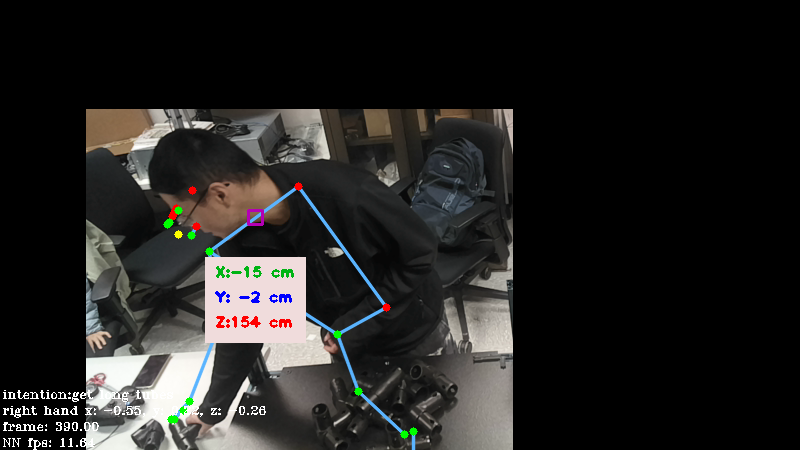 X:-15 cm
Y: -2 cm
Z:154 cm
intention:get long
right hand x: -0.55, z: -0.26
frame: 390.00
NN fps: 11.64